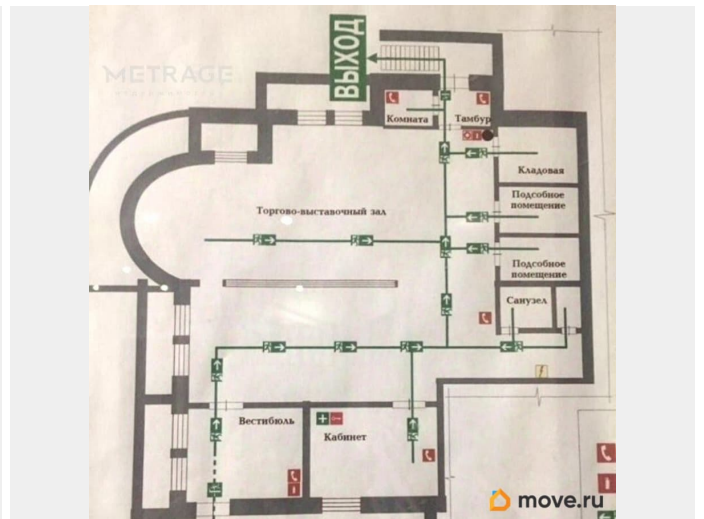 METRAGE
ВЫХОД
Комната
Тамбур
Кладовая
Подсобное
помещение
Торгово-выставочный зал
Подсобное
помещение
Санузел
Вестибюль
Кабинет
move.ru